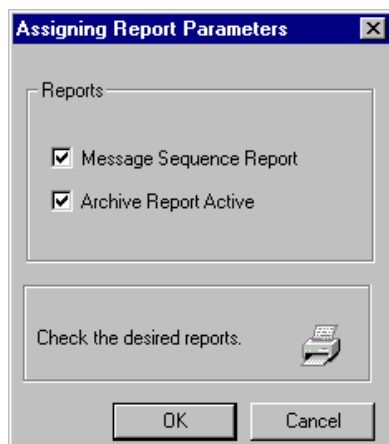 Assigning Report Parameters
Reports
Message Sequence Report
Archive Report Active
Check the desired reports.
OK
Cancel